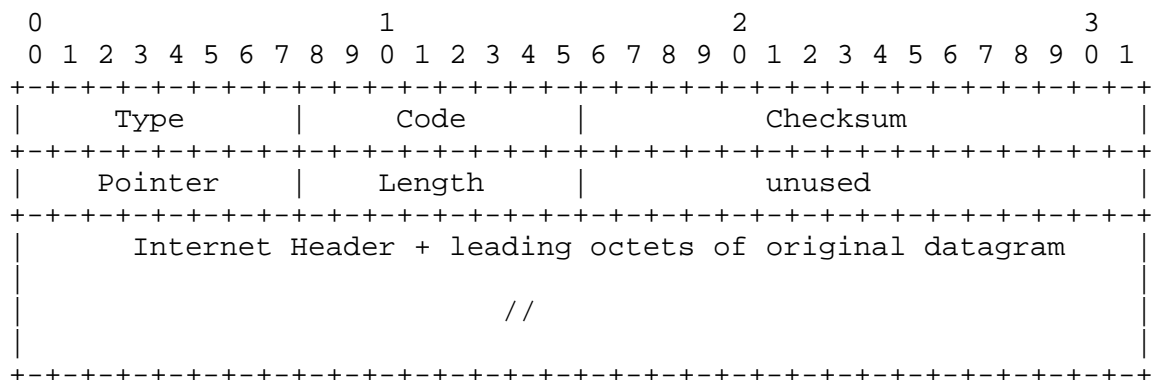 0                   1                   2                   3
 0 1 2 3 4 5 6 7 8 9 0 1 2 3 4 5 6 7 8 9 0 1 2 3 4 5 6 7 8 9 0 1
+-+-+-+-+-+-+-+-+-+-+-+-+-+-+-+-+-+-+-+-+-+-+-+-+-+-+-+-+-+-+-+-+
|     Type      |     Code      |          Checksum             |
+-+-+-+-+-+-+-+-+-+-+-+-+-+-+-+-+-+-+-+-+-+-+-+-+-+-+-+-+-+-+-+-+
|    Pointer    |    Length     |          unused               |
+-+-+-+-+-+-+-+-+-+-+-+-+-+-+-+-+-+-+-+-+-+-+-+-+-+-+-+-+-+-+-+-+
|      Internet Header + leading octets of original datagram    |
|                                                               |
|                           //                                  |
|                                                               |
+-+-+-+-+-+-+-+-+-+-+-+-+-+-+-+-+-+-+-+-+-+-+-+-+-+-+-+-+-+-+-+-+